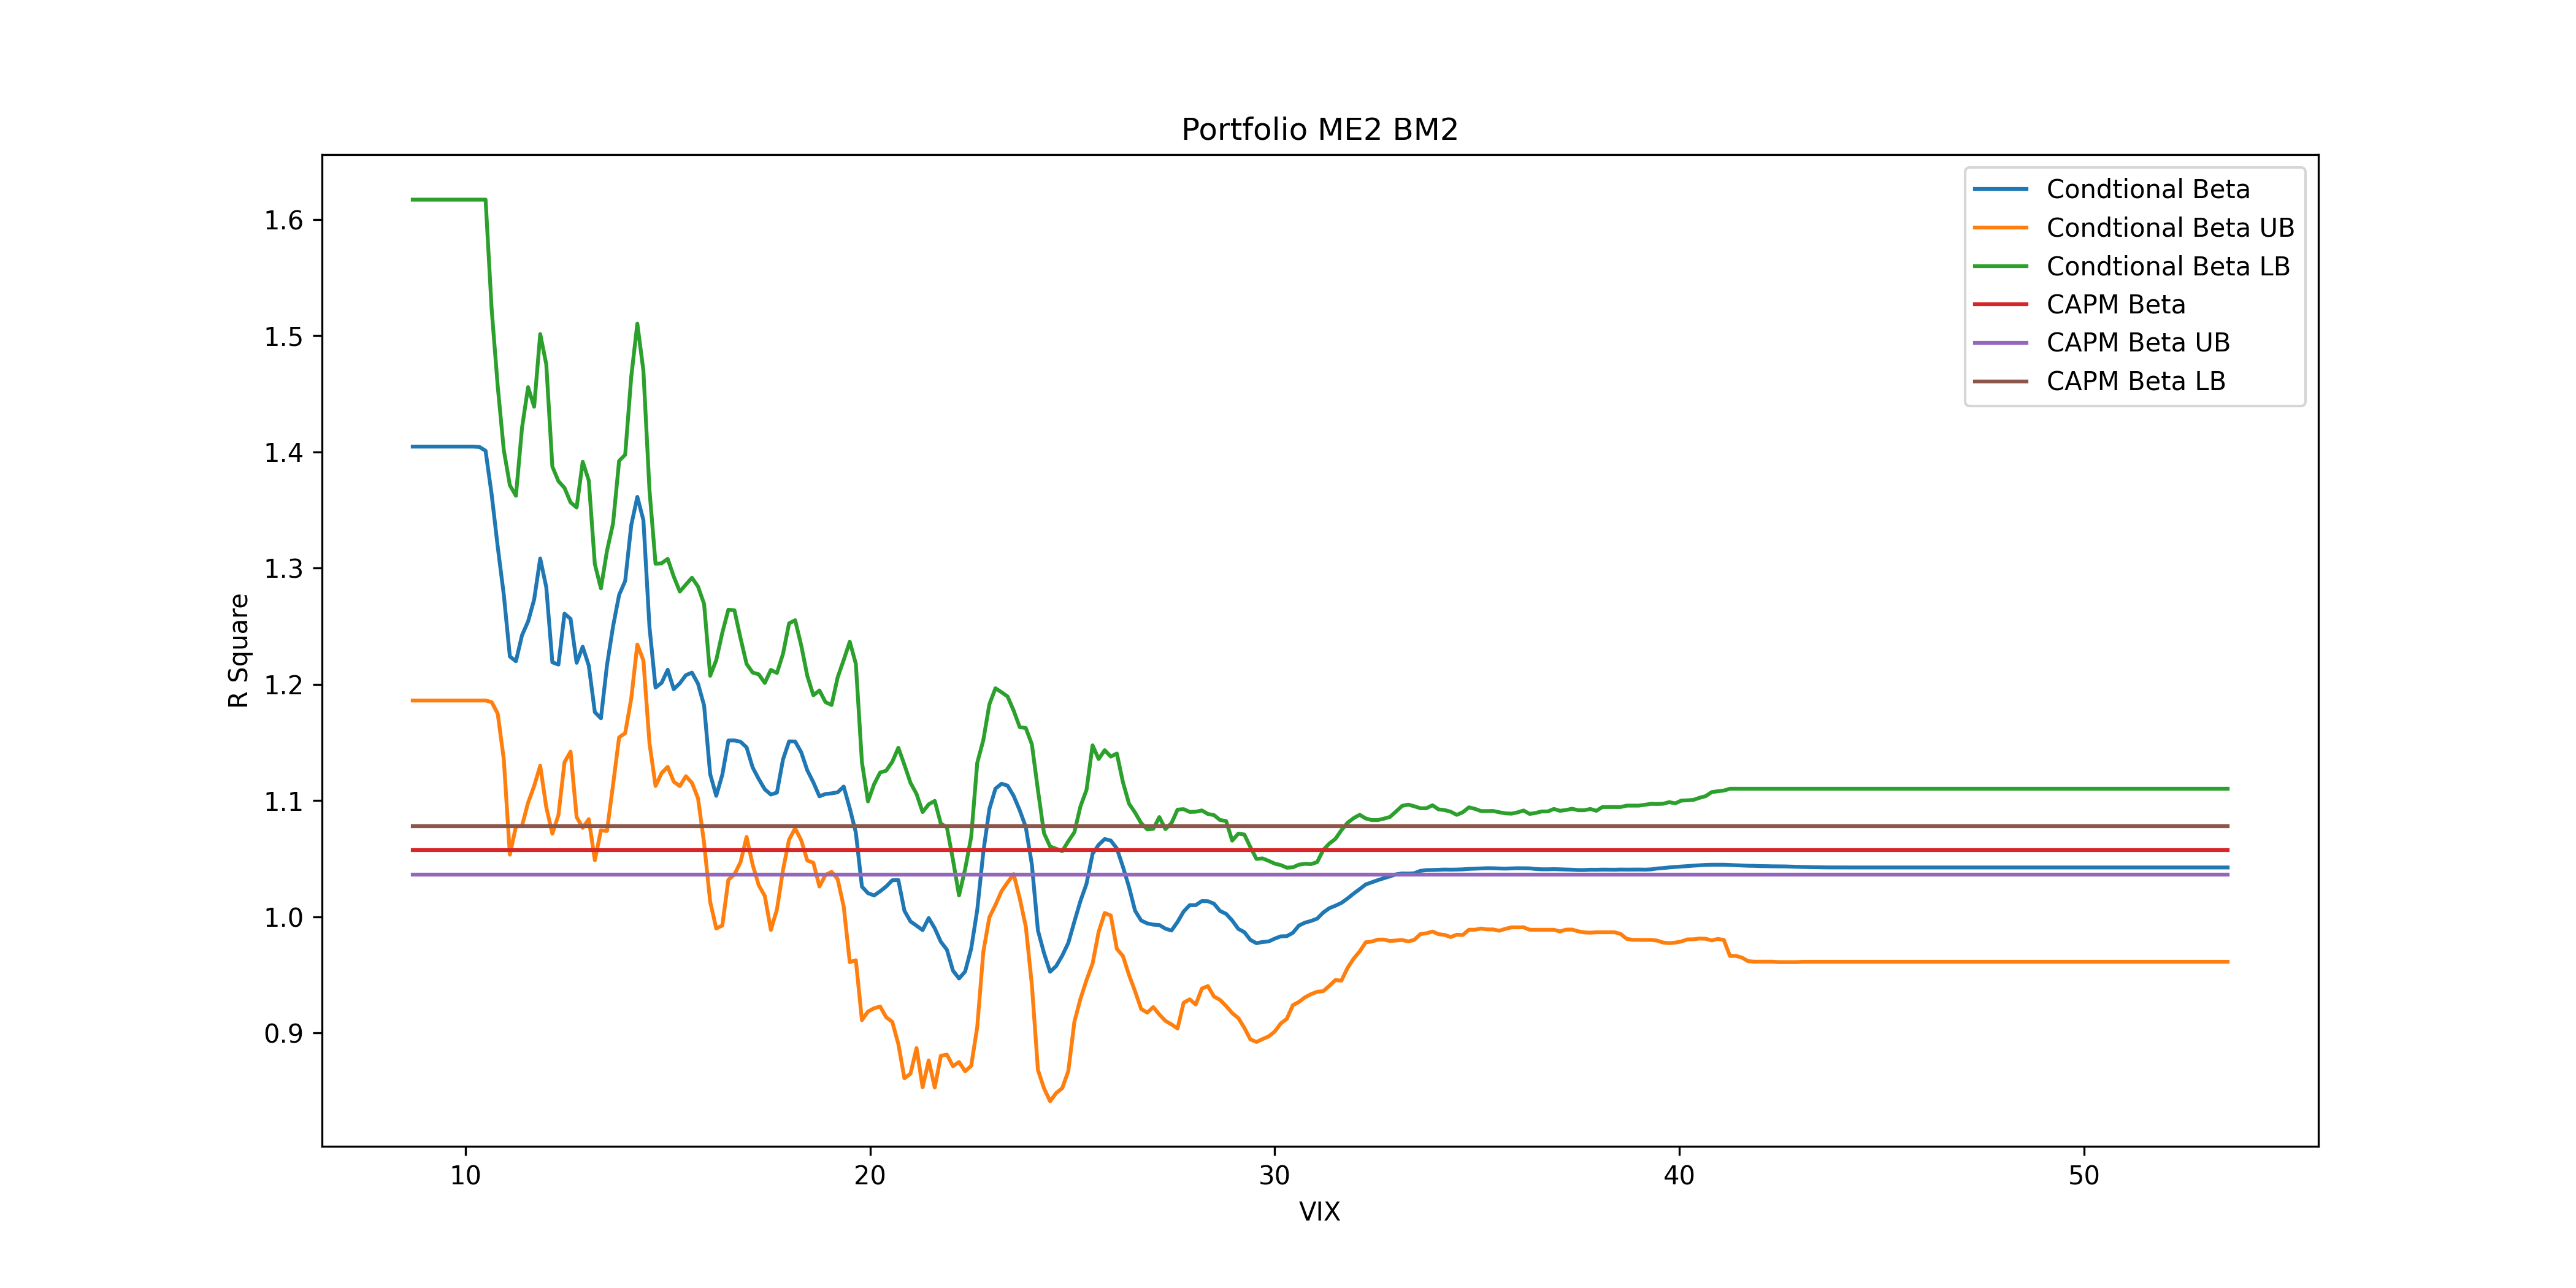 Portfolio ME2 BM2
Condtional Beta
Condtional Beta UB
Condtional Beta LB
CAPM Beta
CAPM Beta UB
CAPM Beta LB
R Square
1.6
1.5
1.4
1.3
1.2
1.1
1.0
0.9
10 20 30 40 50
VIX